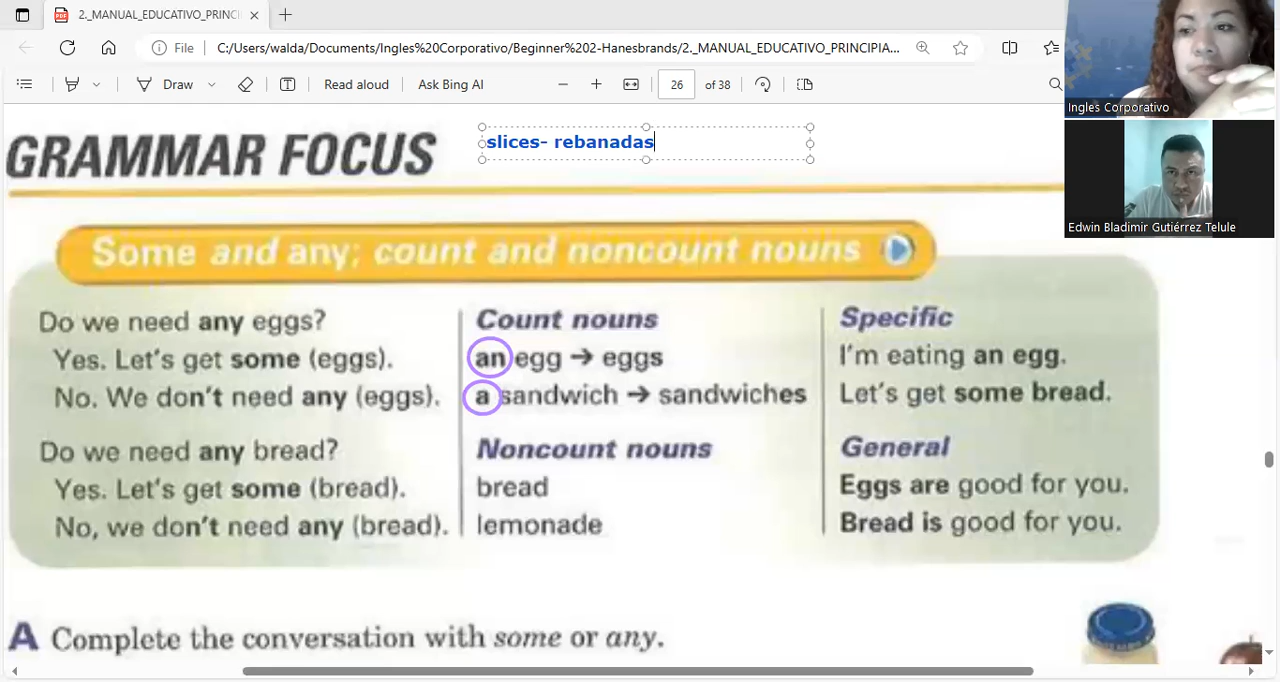 2._MANUAL_EDUCATIVO_PRINCI
File
C:/Users/walda/Documents/Ingles%20Corporativo/Beginner%202-Hanesbrands/2._MANUAL_EDUCATIVO_PRINCIPIA...
Draw
Read aloud
Ask Bing AI
26
of 38
Ingles Corporativo
Edwin Bladimir Gutiérrez Telule
GRAMMAR FOCUS
slices- rebanadas
Some and any; count and noncount nouns
Do we need any eggs?
Yes. Let's get some (eggs).
No. We don't need any (eggs).
Do we need any bread?
Yes. Let's get some (bread).
No, we don't need any (bread).
Count nouns
an egg → eggs
a sandwich → sandwiches
Noncount nouns
bread
lemonade
Specific
I'm eating an egg.
Let's get some bread.
General
Eggs are good for you.
Bread is good for you.
A Complete the conversation with some or any.